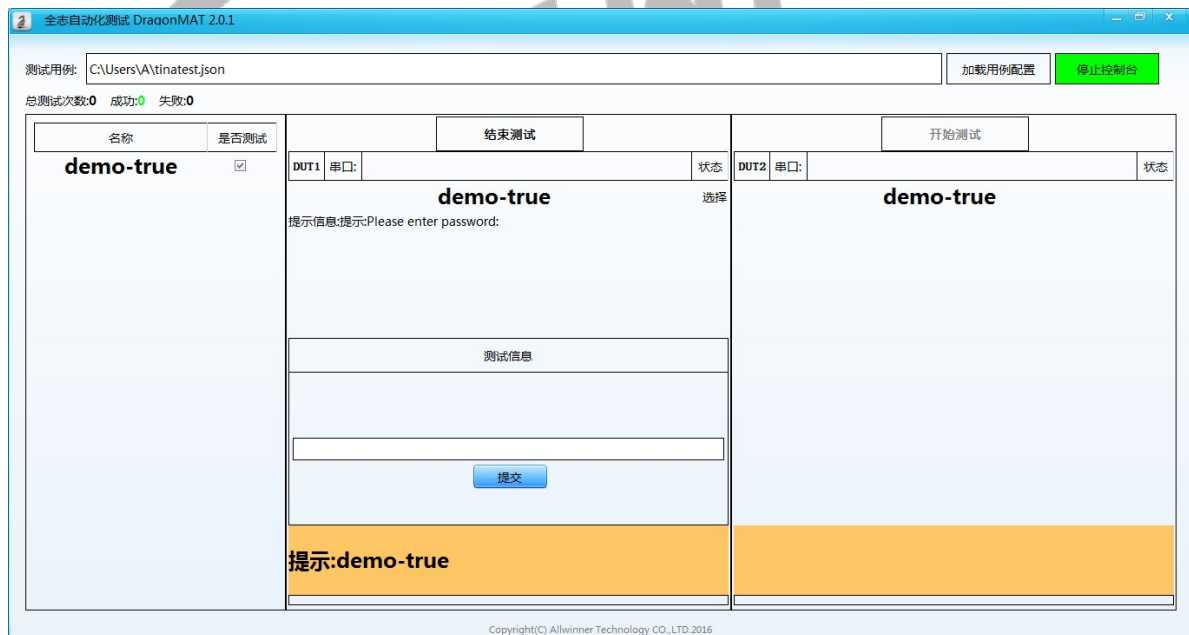 全志自动化测试 DragonMAT 2.0.1
测试用例: C:\Users\A\tinatest.json 加载用例配置 停止控制台
总测试次数:0 成功:0 失败:0
名称 是否测试
demo-true
结束测试
DUT1 串口: 状态
demo-true 选择
提示信息:提示:Please enter password:
测试信息
提交
提示:demo-true
开始测试
DUT2 串口: 状态
demo-true
Copyright(C) Allwinner Technology CO.,LTD.2016